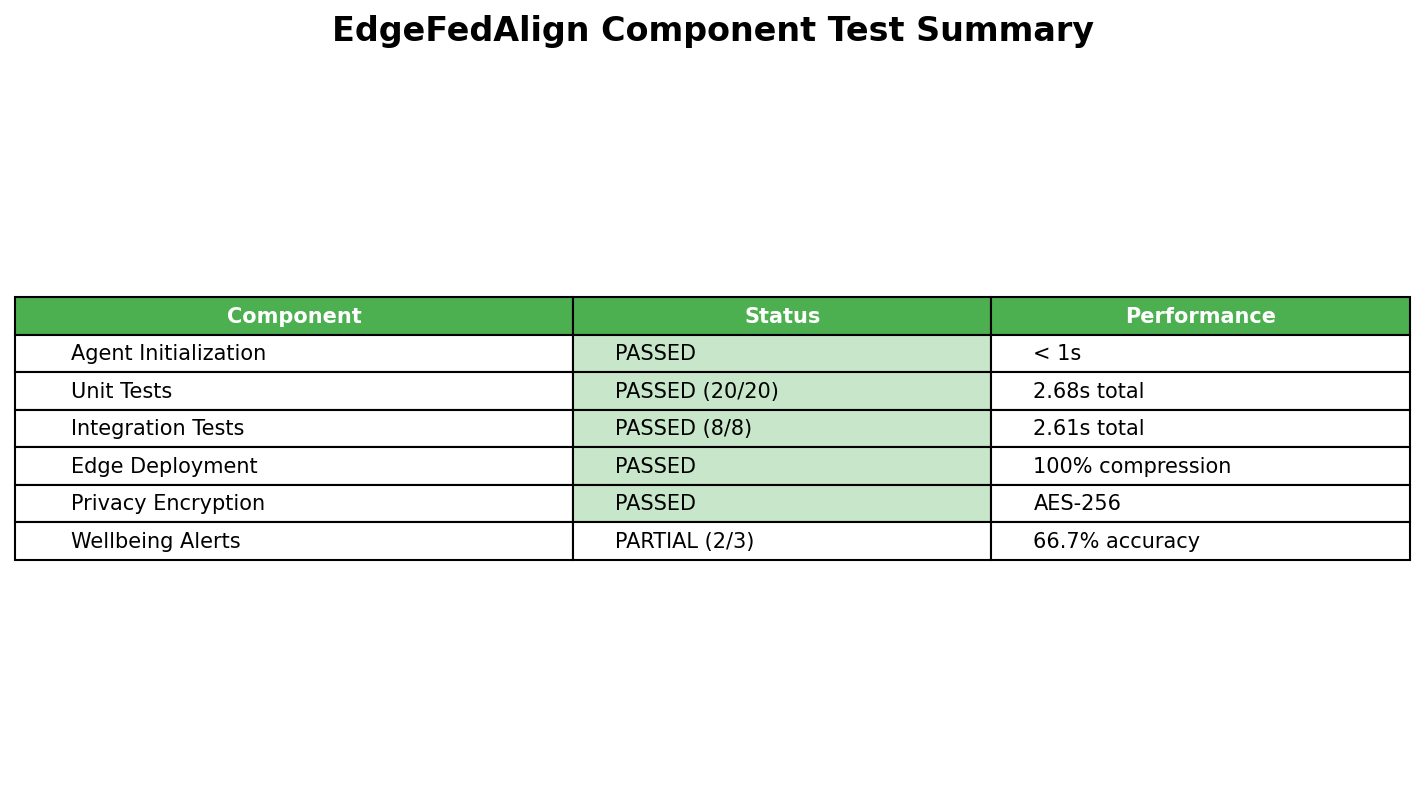 EdgeFedAlign Component Test Summary
Component Status Performance
Agent Initialization PASSED < 1s
Unit Tests PASSED (20/20) 2.68s total
Integration Tests PASSED (8/8) 2.61s total
Edge Deployment PASSED 100% compression
Privacy Encryption PASSED AES-256
Wellbeing Alerts PARTIAL (2/3) 66.7% accuracy